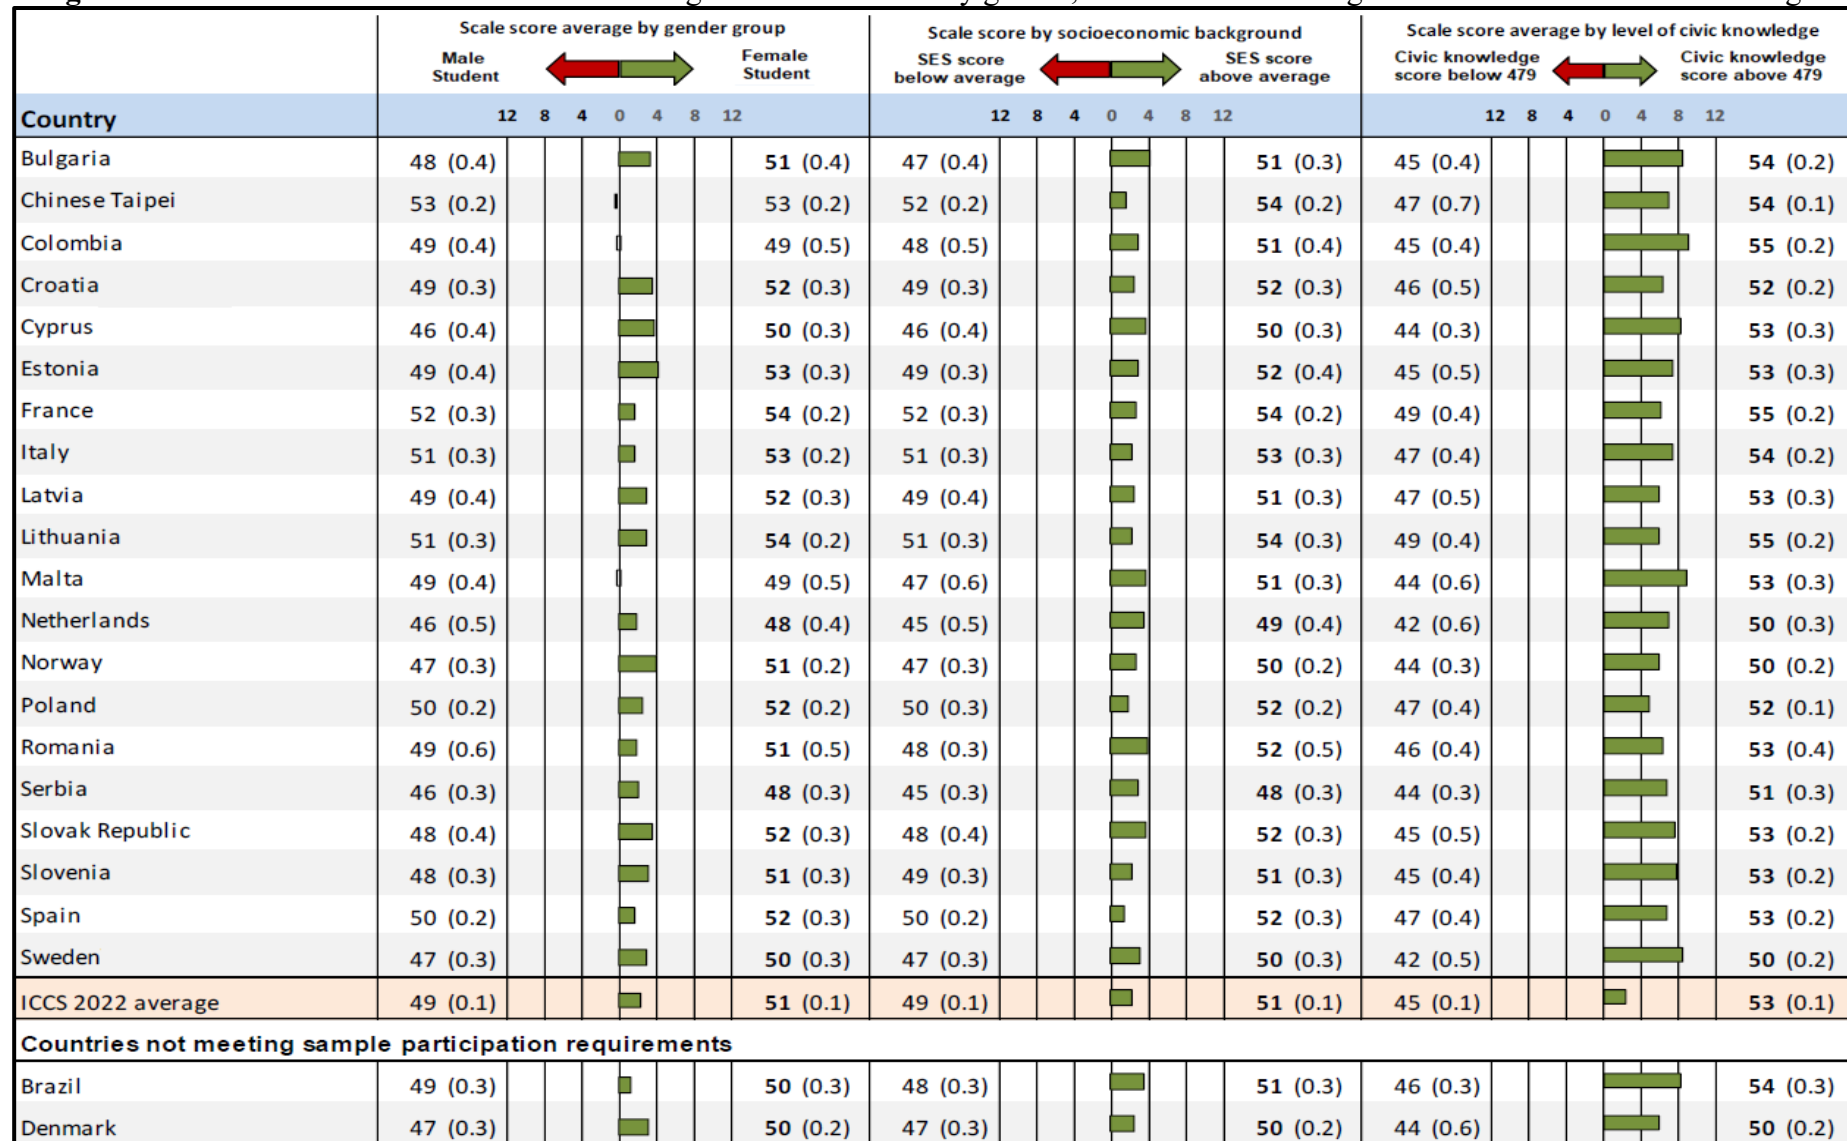 Scale score average by gender group Scale score by socioeconomic background Scale score average by level of civic knowledge
Male Student Female Student SES score below average SES score above average Civic knowledge score below 479 Civic knowledge score above 479
Country 12 8 4 0 4 8 12 12 8 4 0 4 8 12 12 8 4 0 4 8 12
Bulgaria 48 (0.4) 51 (0.4) 47 (0.4) 51 (0.3) 45 (0.4) 54 (0.2)
Chinese Taipei 53 (0.2) 53 (0.2) 52 (0.2) 54 (0.2) 47 (0.7) 54 (0.1)
Colombia 49 (0.4) 49 (0.5) 48 (0.5) 51 (0.4) 45 (0.4) 55 (0.2)
Croatia 49 (0.3) 52 (0.3) 49 (0.3) 52 (0.3) 46 (0.5) 52 (0.2)
Cyprus 46 (0.4) 50 (0.3) 46 (0.4) 50 (0.3) 44 (0.3) 53 (0.3)
Estonia 49 (0.4) 53 (0.3) 49 (0.3) 52 (0.4) 45 (0.5) 53 (0.3)
France 52 (0.3) 54 (0.2) 52 (0.3) 54 (0.2) 49 (0.4) 55 (0.2)
Italy 51 (0.3) 53 (0.2) 51 (0.3) 53 (0.3) 47 (0.4) 54 (0.2)
Latvia 49 (0.4) 52 (0.3) 49 (0.4) 51 (0.3) 47 (0.5) 53 (0.3)
Lithuania 51 (0.3) 54 (0.2) 51 (0.3) 54 (0.3) 49 (0.4) 55 (0.2)
Malta 49 (0.4) 49 (0.5) 47 (0.6) 51 (0.3) 44 (0.6) 53 (0.3)
Netherlands 46 (0.5) 48 (0.4) 45 (0.5) 49 (0.4) 42 (0.6) 50 (0.3)
Norway 47 (0.3) 51 (0.2) 47 (0.3) 50 (0.2) 44 (0.3) 50 (0.2)
Poland 50 (0.2) 52 (0.2) 50 (0.3) 52 (0.2) 47 (0.4) 52 (0.1)
Romania 49 (0.6) 51 (0.5) 48 (0.3) 52 (0.5) 46 (0.4) 53 (0.4)
Serbia 46 (0.3) 48 (0.3) 45 (0.3) 48 (0.3) 44 (0.3) 51 (0.3)
Slovak Republic 48 (0.4) 52 (0.3) 48 (0.4) 52 (0.3) 45 (0.5) 53 (0.2)
Slovenia 48 (0.3) 51 (0.3) 49 (0.3) 51 (0.3) 45 (0.4) 53 (0.2)
Spain 50 (0.2) 52 (0.3) 50 (0.2) 52 (0.3) 47 (0.4) 53 (0.2)
Sweden 47 (0.3) 50 (0.3) 47 (0.3) 50 (0.3) 42 (0.5) 50 (0.2)
ICCS 2022 average 49 (0.1) 51 (0.1) 49 (0.1) 51 (0.1) 45 (0.1) 53 (0.1)
Countries not meeting sample participation requirements
Brazil 49 (0.3) 50 (0.3) 48 (0.3) 51 (0.3) 46 (0.3) 54 (0.3)
Denmark 47 (0.3) 50 (0.2) 47 (0.3) 50 (0.2) 44 (0.6) 50 (0.2)